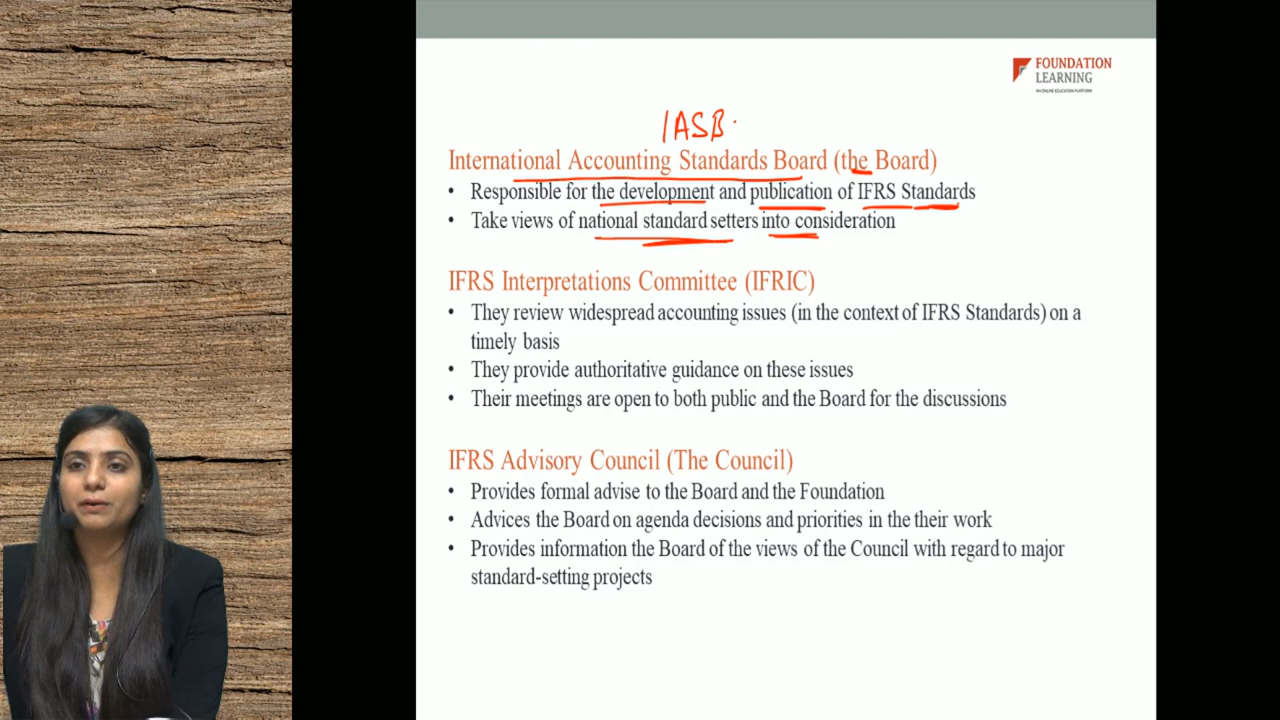 FOUNDATION
LEARNING
AN ONLINE EDUCATION PLATFORM
IASB
International Accounting Standards Board (the Board)
• Responsible for the development and publication of IFRS Standards
• Take views of national standard setters into consideration
IFRS Interpretations Committee (IFRIC)
• They review widespread accounting issues (in the context of IFRS Standards) on a
timely basis
• They provide authoritative guidance on these issues
• Their meetings are open to both public and the Board for the discussions
IFRS Advisory Council (The Council)
• Provides formal advise to the Board and the Foundation
• Advices the Board on agenda decisions and priorities in the their work
• Provides information the Board of the views of the Council with regard to major
standard-setting projects